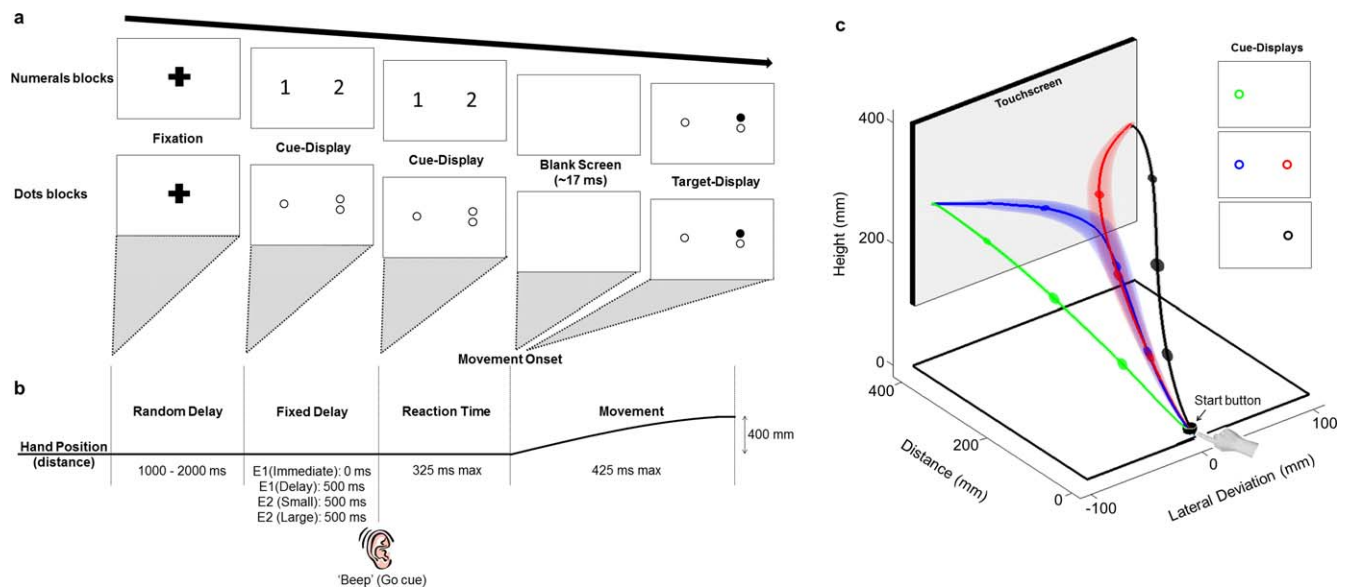 a
Numerals blocks
1 2
1 2
Fixation
Cue-Display
Cue-Display
Blank Screen
(~17 ms)
Target-Display
Dots blocks
Movement Onset
b
Random Delay
Fixed Delay
Reaction Time
Movement
Hand Position
(distance)
1000 - 2000 ms
E1(Immediate): 0 ms
E1(Delay): 500 ms
E2 (Small): 500 ms
E2 (Large): 500 ms
325 ms max
425 ms max
400 mm
'Beep' (Go cue)
c
Cue-Displays
Touchscreen
400
200
0
Height (mm)
Start button
400
200
0
Distance (mm)
-100
0
100
Lateral Deviation (mm)